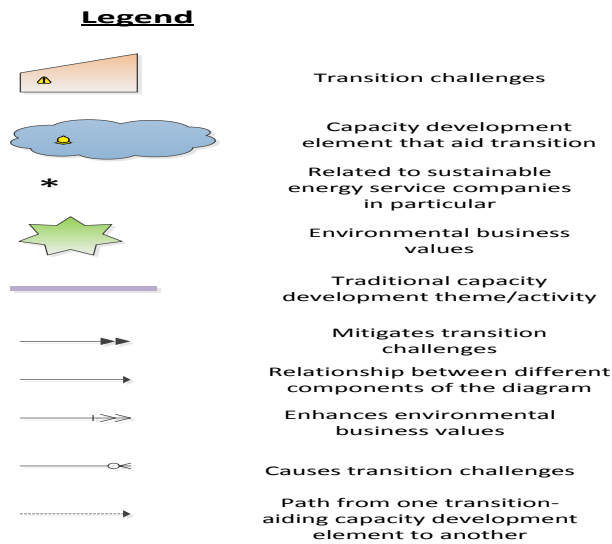 Legend
Transition challenges
Capacity development
element that aid transition
*
Related to sustainable
energy service companies
in particular
Environmental business
values
Traditional capacity
development theme/activity
Mitigates transition
challenges
Relationship between different
components of the diagram
Enhances environmental
business values
Causes transition challenges
Path from one transition-
aiding capacity development
element to another